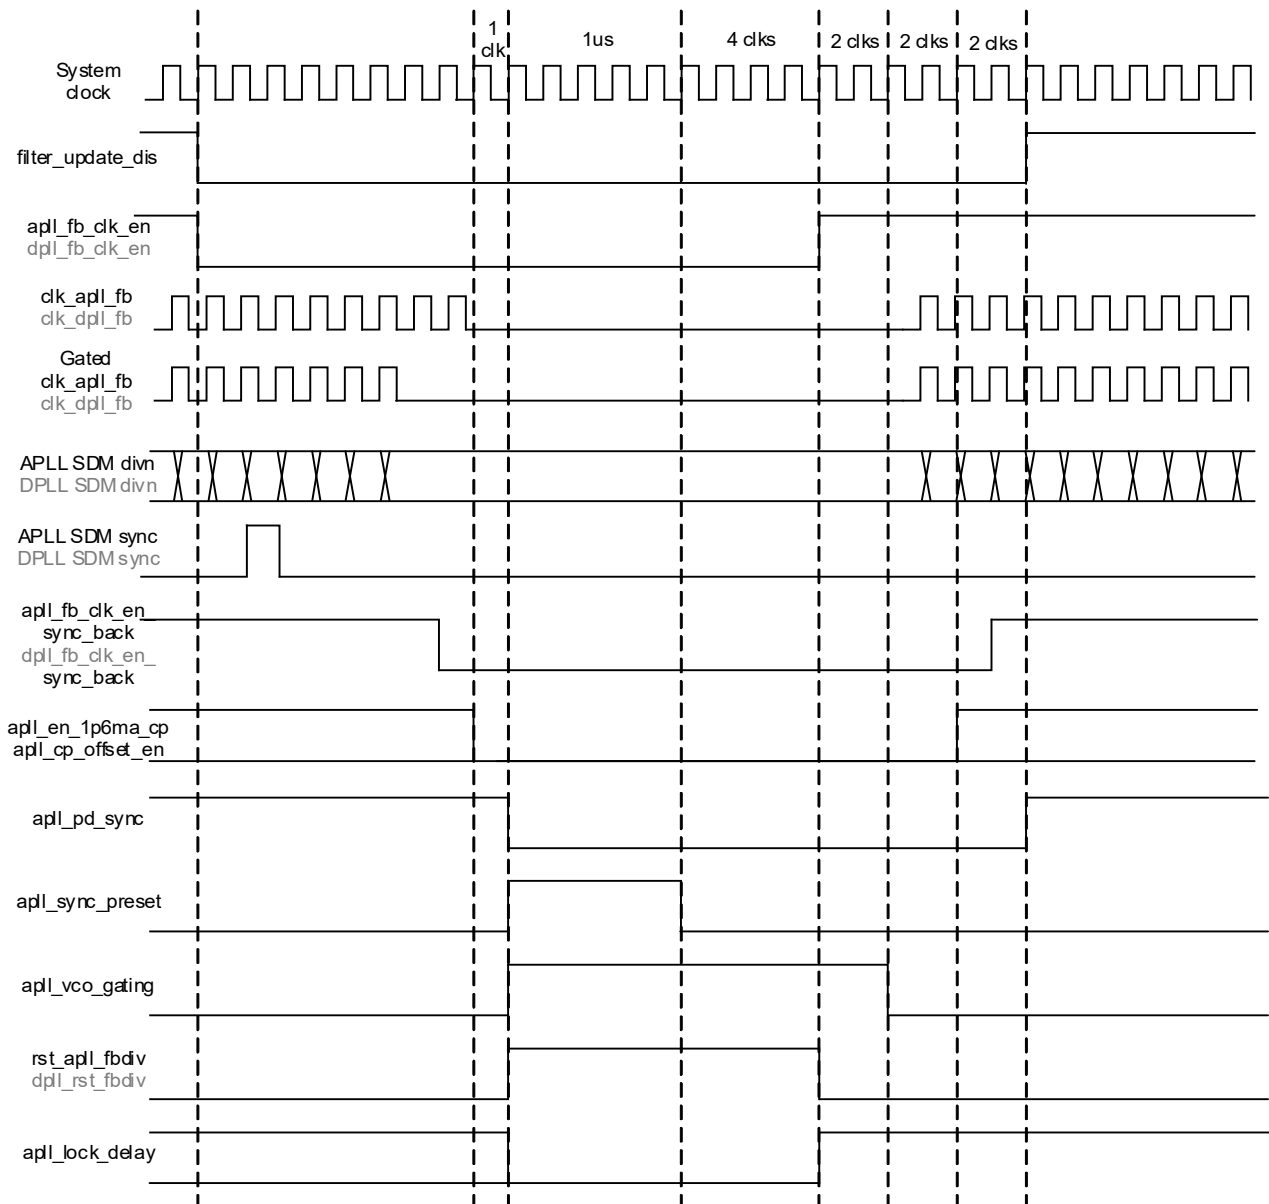 1
clk
1us
4 clks
2 clks
2 clks
2 clks
System
clock
filter_update_dis
apll_fb_clk_en
dpll_fb_clk_en
clk_apll_fb
clk_dpll_fb
Gated
clk_apll_fb
clk_dpll_fb
APLL SDM divn
DPLL SDM divn
APLL SDM sync
DPLL SDM sync
apll_fb_clk_en_
sync_back
dpll_fb_clk_en_
sync_back
apll_en_1p6ma_cp
apll_cp_offset_en
apll_pd_sync
apll_sync_preset
apll_vco_gating
rst_apll_fbdiv
dpll_rst_fbdiv
apll_lock_delay